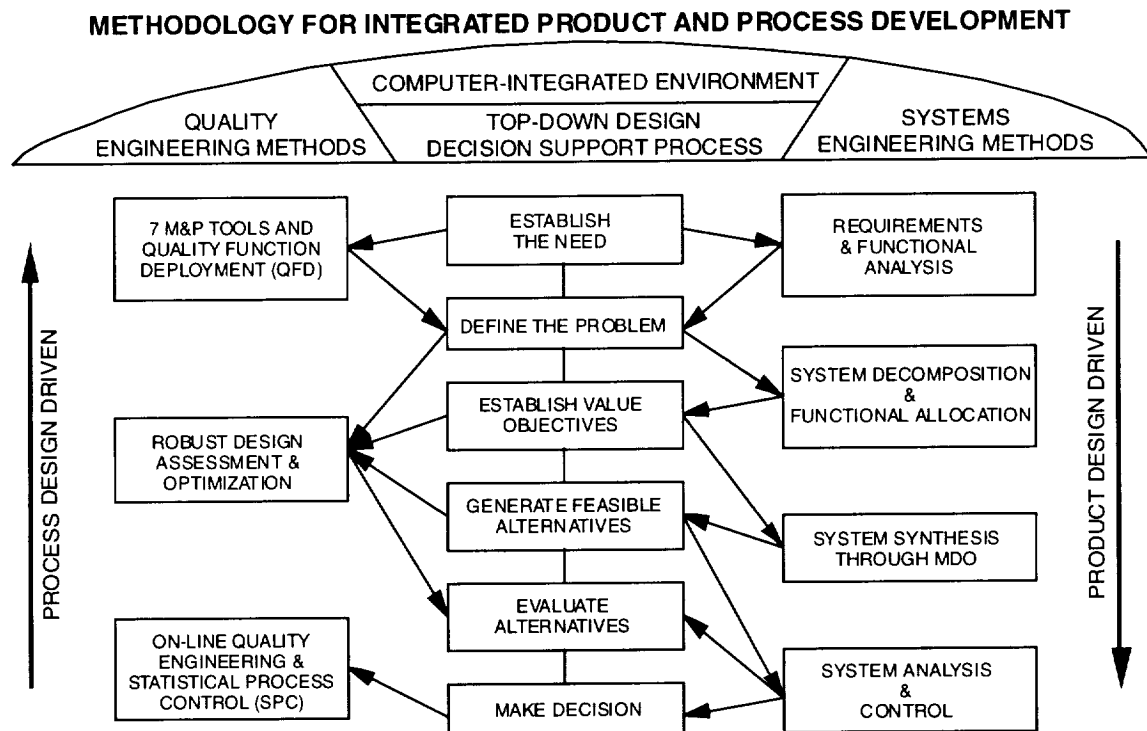 METHODOLOGY FOR INTEGRATED PRODUCT AND PROCESS DEVELOPMENT
COMPUTER-INTEGRATED ENVIRONMENT
QUALITY
ENGINEERING METHODS
TOP-DOWN DESIGN
DECISION SUPPORT PROCESS
SYSTEMS
ENGINEERING METHODS
7 M&P TOOLS AND
QUALITY FUNCTION
DEPLOYMENT (QFD)
ESTABLISH
THE NEED
REQUIREMENTS
& FUNCTIONAL
ANALYSIS
DEFINE THE PROBLEM
SYSTEM DECOMPOSITION
&
FUNCTIONAL ALLOCATION
ESTABLISH VALUE
OBJECTIVES
ROBUST DESIGN
ASSESSMENT &
OPTIMIZATION
GENERATE FEASIBLE
ALTERNATIVES
SYSTEM SYNTHESIS
THROUGH MDO
EVALUATE
ALTERNATIVES
ON-LINE QUALITY
ENGINEERING &
STATISTICAL PROCESS
CONTROL (SPC)
SYSTEM ANALYSIS
&
CONTROL
MAKE DECISION
PROCESS DESIGN DRIVEN
PRODUCT DESIGN DRIVEN